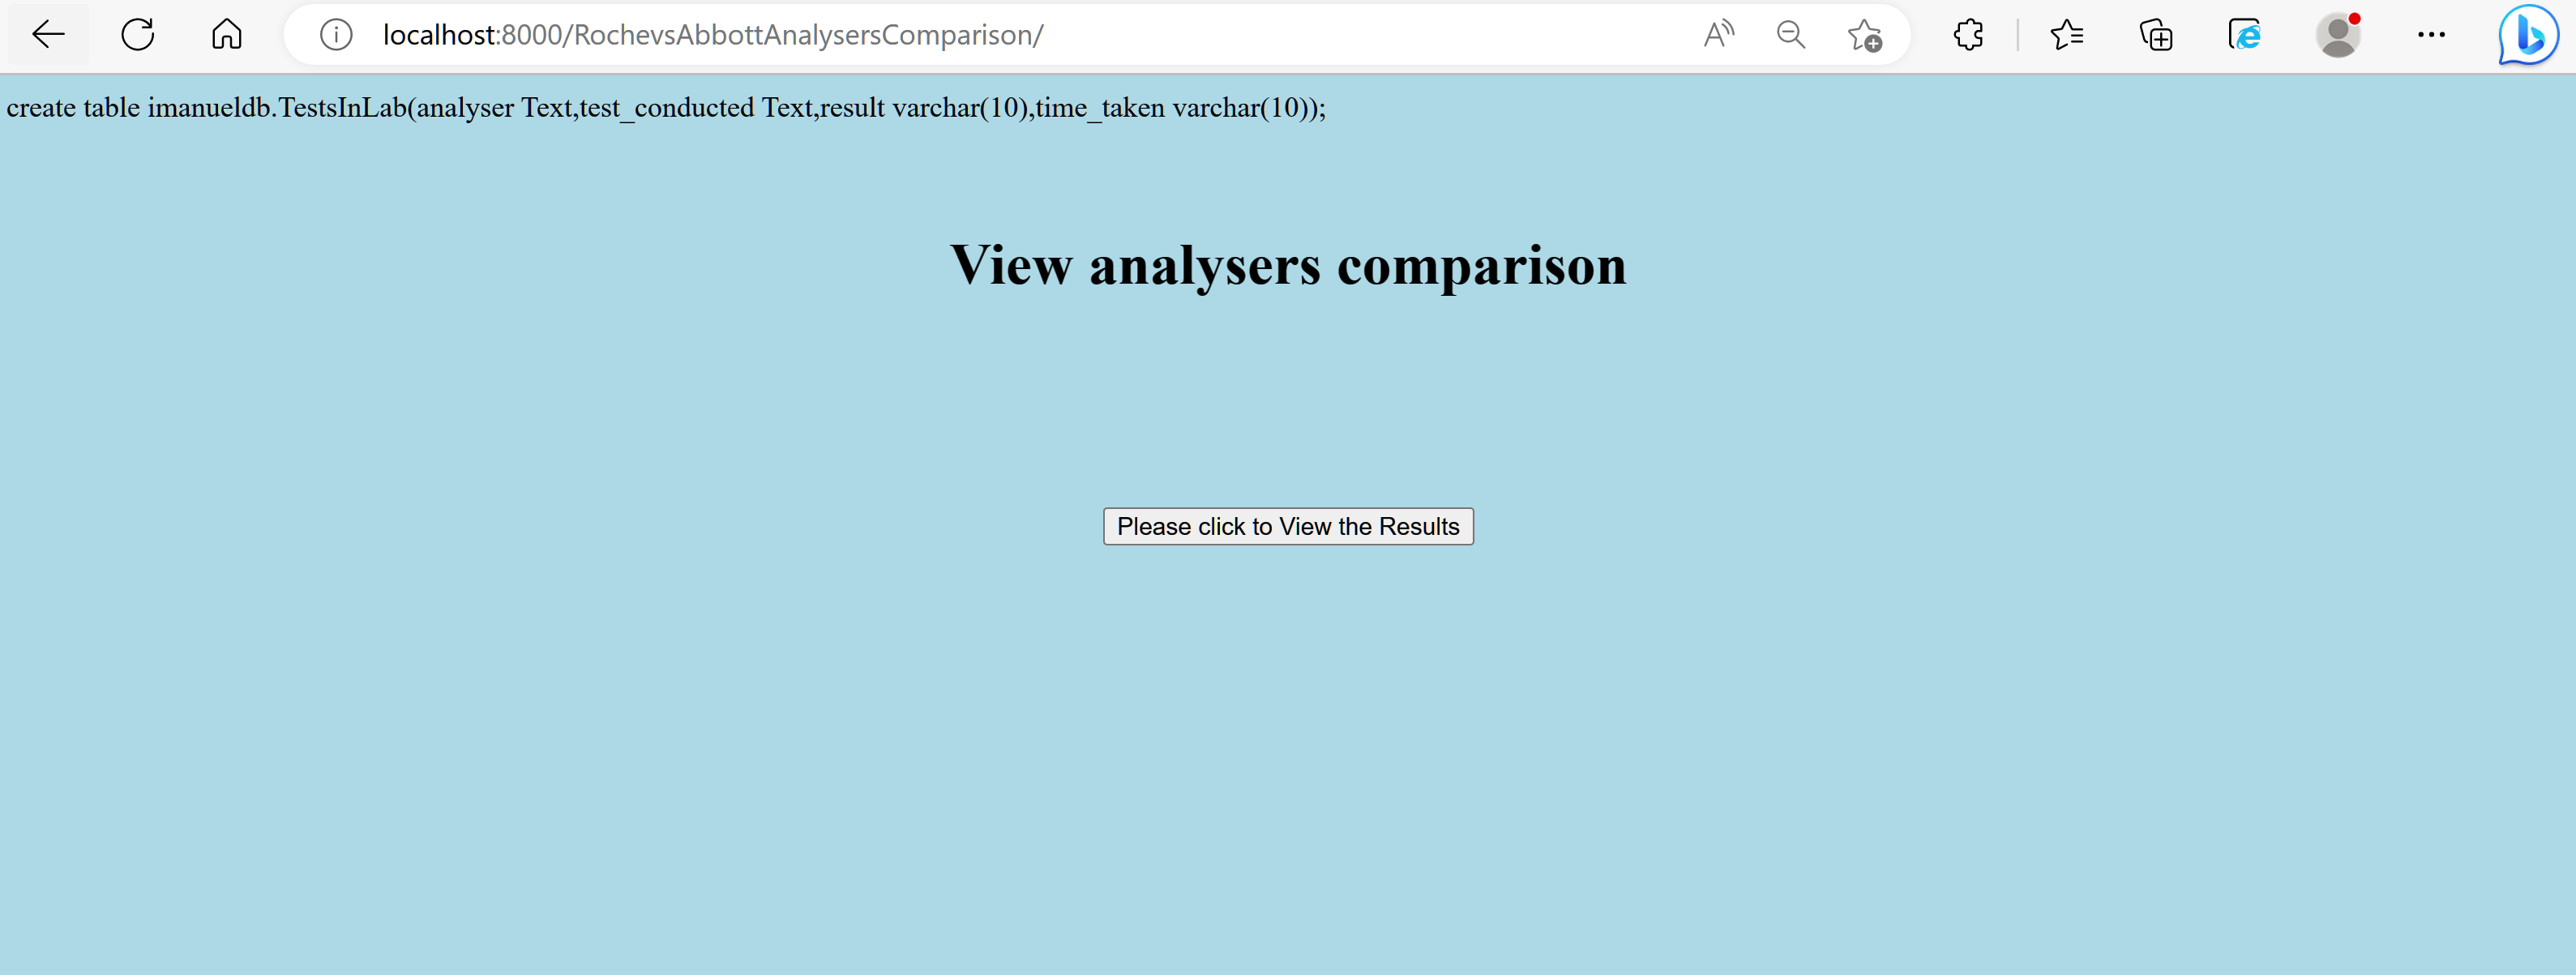 localhost:8000/RochevsAbbottAnalysersComparison/
create table imanueldb.TestsInLab(analyser Text,test_conducted Text,result varchar(10),time_taken varchar(10));
View analysers comparison
Please click to View the Results